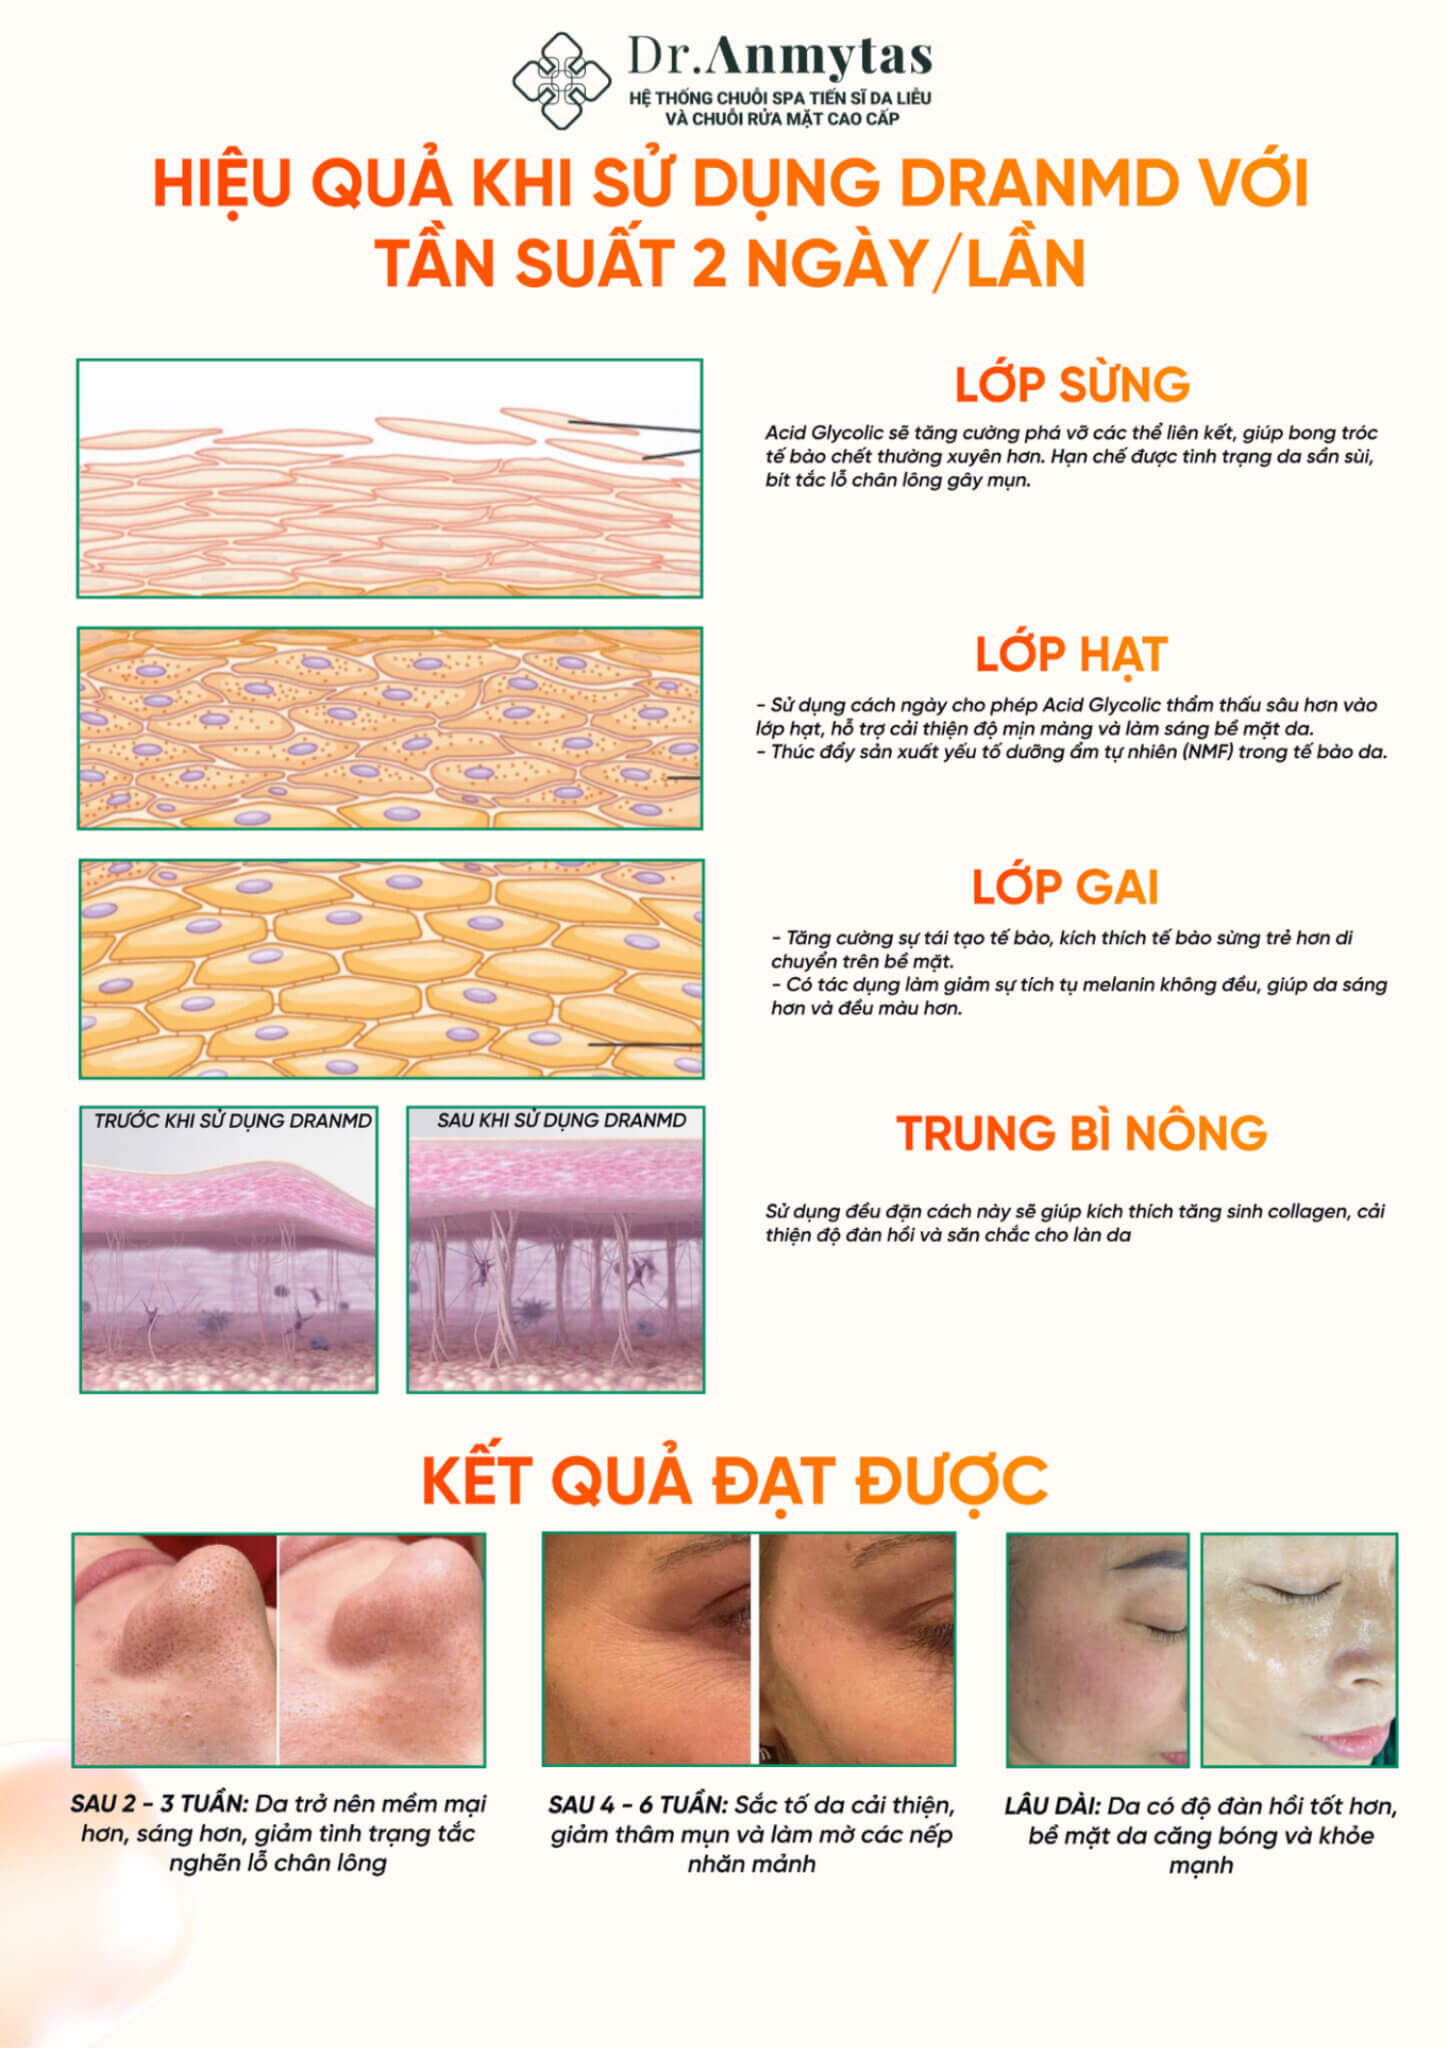 Dr.Anmytas
HỆ THỐNG CHUỖI SPA TIẾN SĨ DA LIỄU
VÀ CHUỖI RỬA MẶT CAO CẤP
HIỆU QUẢ KHI SỬ DỤNG DRANMD VỚI
TẦN SUẤT 2 NGÀY/LẦN
LỚP SỪNG
Acid Glycolic sẽ tăng cường phá vỡ các thể liên kết, giúp bong tróc
tế bào chết thường xuyên hơn. Hạn chế được tình trạng da sần sùi,
bít tắc lỗ chân lông gây mụn.
LỚP HẠT
- Sử dụng cách ngày cho phép Acid Glycolic thẩm thấu sâu hơn vào
lớp hạt, hỗ trợ cải thiện độ mịn màng và làm sáng bề mặt da.
- Thúc đẩy sản xuất yếu tố dưỡng ẩm tự nhiên (NMF) trong tế bào da.
LỚP GAI
- Tăng cường sự tái tạo tế bào, kích thích tế bào sừng trẻ hơn di
chuyển trên bề mặt.
- Có tác dụng làm giảm sự tích tụ melanin không đều, giúp da sáng
hơn và đều màu hơn.
TRƯỚC KHI SỬ DỤNG DRANMD
SAU KHI SỬ DỤNG DRANMD
TRUNG BÌ NÔNG
Sử dụng đều đặn cách này sẽ giúp kích thích tăng sinh collagen, cải
thiện độ đàn hồi và săn chắc cho làn da
KẾT QUẢ ĐẠT ĐƯỢC
SAU 2 - 3 TUẦN: Da trở nên mềm mại
hơn, sáng hơn, giảm tình trạng tắc
nghẽn lỗ chân lông
SAU 4 - 6 TUẦN: Sắc tố da cải thiện,
giảm thâm mụn và làm mờ các nếp
nhăn mảnh
LÂU DÀI: Da có độ đàn hồi tốt hơn,
bề mặt da căng bóng và khỏe
mạnh